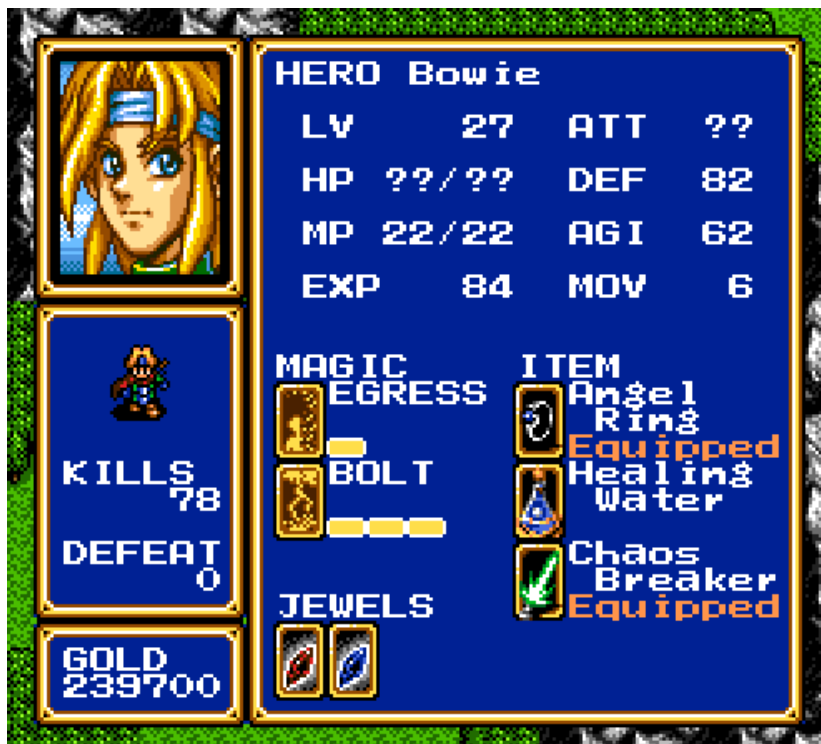 HERO Bowie
LV 27 ATT ??
HP ??/?? DEF 82
MP 22/22 AGI 62
EXP 84 MOV 6
MAGIC
EGRESS
BOLT
ITEM
Angel
Ring
Equipped
Healing
Water
Chaos
Breaker
Equipped
JEWELS
KILLS
78
DEFEAT
0
GOLD
239700